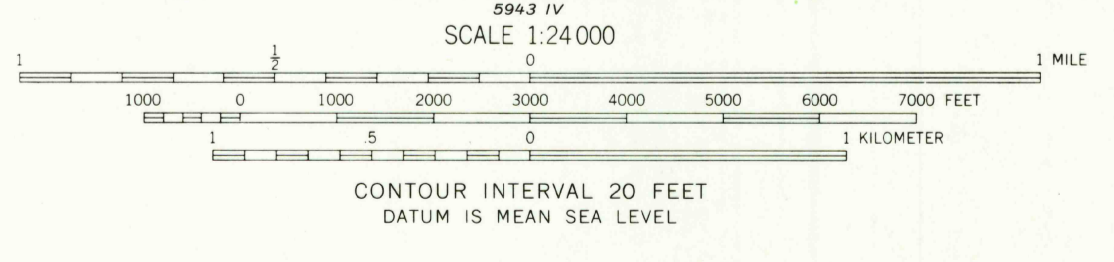 5943 IV
SCALE 1:24 000
1 1/2 0 1 MILE
1000 0 1000 2000 3000 4000 5000 6000 7000 FEET
1 .5 0 1 KILOMETER
CONTOUR INTERVAL 20 FEET
DATUM IS MEAN SEA LEVEL